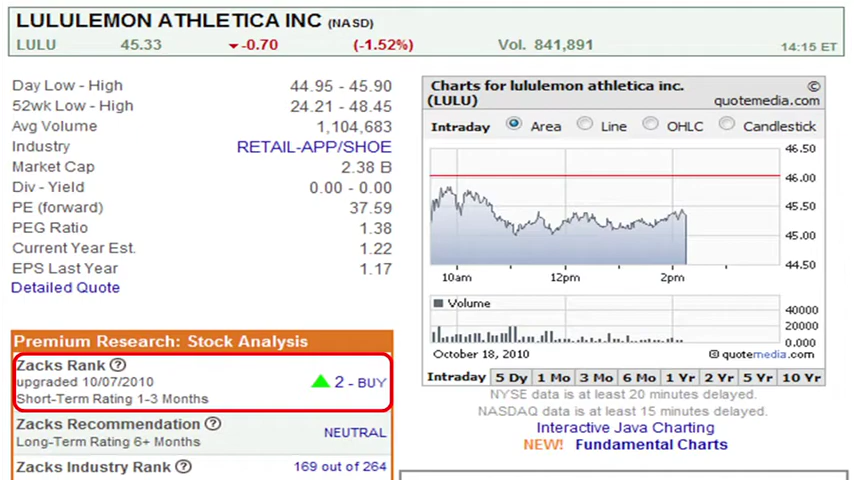 LULULEMON ATHLETICA INC (NASD)
LULU 45.33 -0.70 (-1.52%) Vol. 841,891 14:15 ET
Day Low - High 44.95 - 45.90
52wk Low - High 24.21 - 48.45
Avg Volume 1,104,683
Industry RETAIL-APP/SHOE
Market Cap 2.38 B
Div - Yield 0.00 - 0.00
PE (forward) 37.59
PEG Ratio 1.38
Current Year Est. 1.22
EPS Last Year 1.17
Detailed Quote
Premium Research: Stock Analysis
Zacks Rank ?
upgraded 10/07/2010
2 - BUY
Short-Term Rating 1-3 Months
Zacks Recommendation ?
NEUTRAL
Long-Term Rating 6+ Months
Zacks Industry Rank ? 169 out of 264
Charts for lululemon athletica inc. ©
(LULU) quotemedia.com
Intraday Area Line OHLC Candlestick
46.50
46.00
45.50
45.00
44.50
10am 12pm 2pm
Volume
40000
20000
0.000
October 18, 2010 © quotemedia.com
Intraday 5 Dy 1 Mo 3 Mo 6 Mo 1 Yr 2 Yr 5 Yr 10 Yr
NYSE data is at least 20 minutes delayed.
NASDAQ data is at least 15 minutes delayed.
Interactive Java Charting
NEW! Fundamental Charts